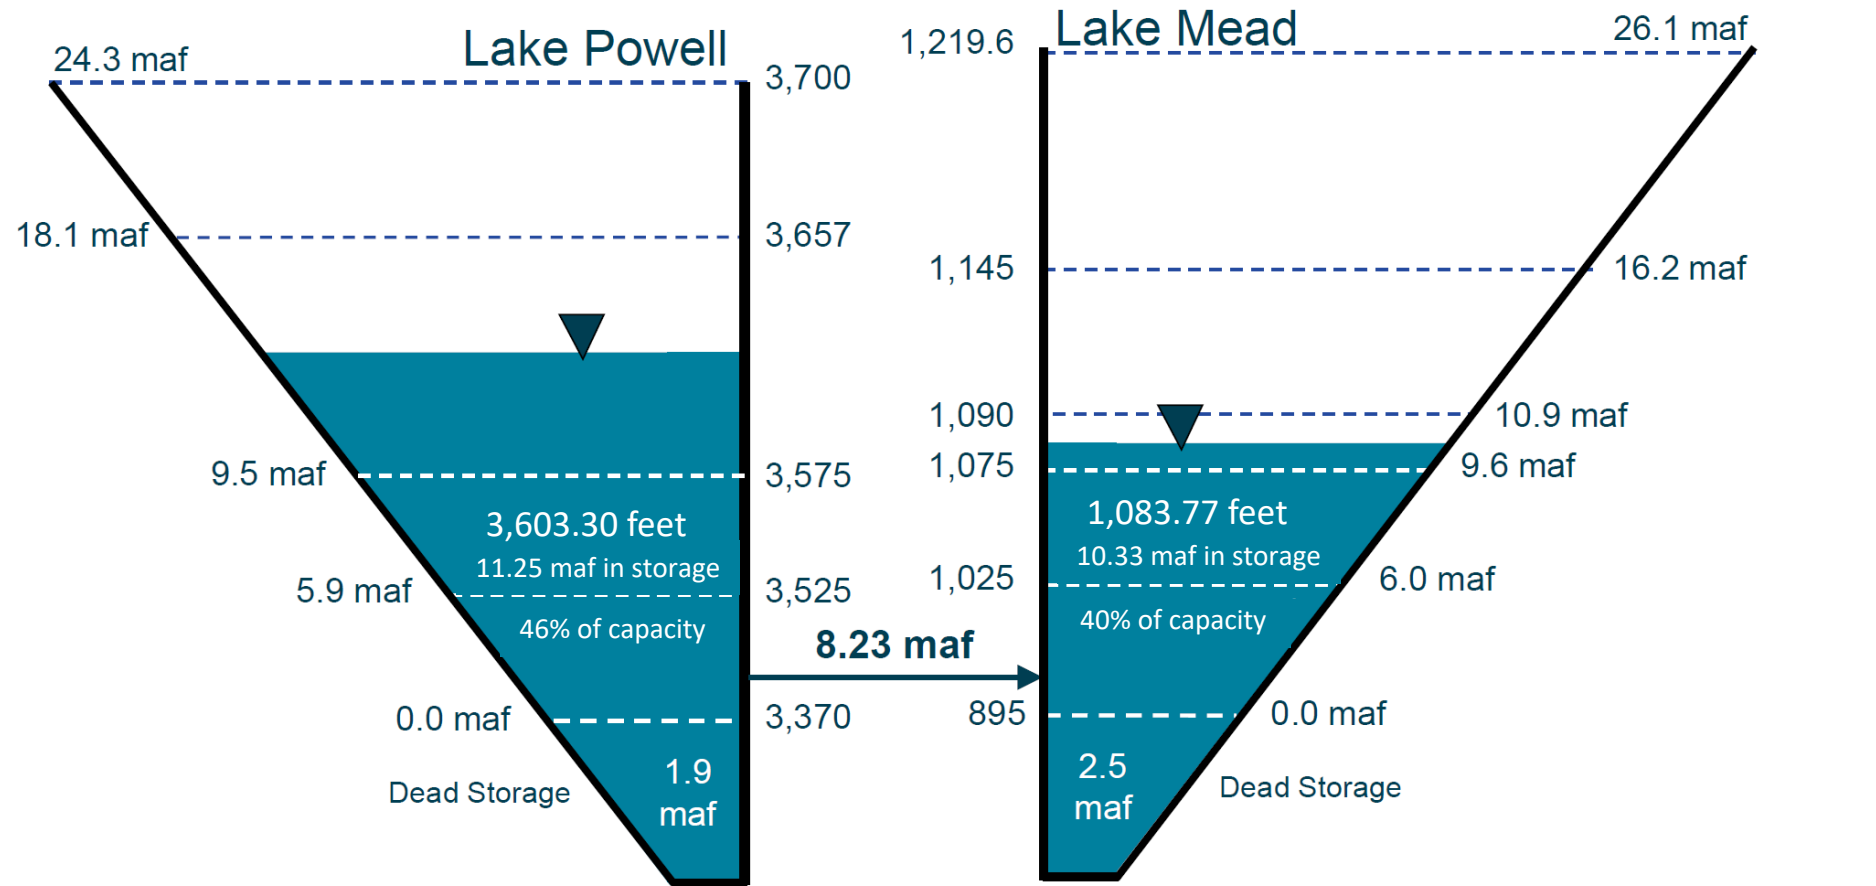 Lake Powell
24.3 maf
3,700
18.1 maf
3,657
9.5 maf
3,575
3,603.30 feet
11.25 maf in storage
5.9 maf
3,525
46% of capacity
8.23 maf
0.0 maf
3,370
1.9
maf
Dead Storage
Lake Mead
1,219.6
26.1 maf
1,145
16.2 maf
1,090
10.9 maf
1,075
9.6 maf
1,083.77 feet
10.33 maf in storage
1,025
6.0 maf
40% of capacity
895
0.0 maf
2.5
maf
Dead Storage